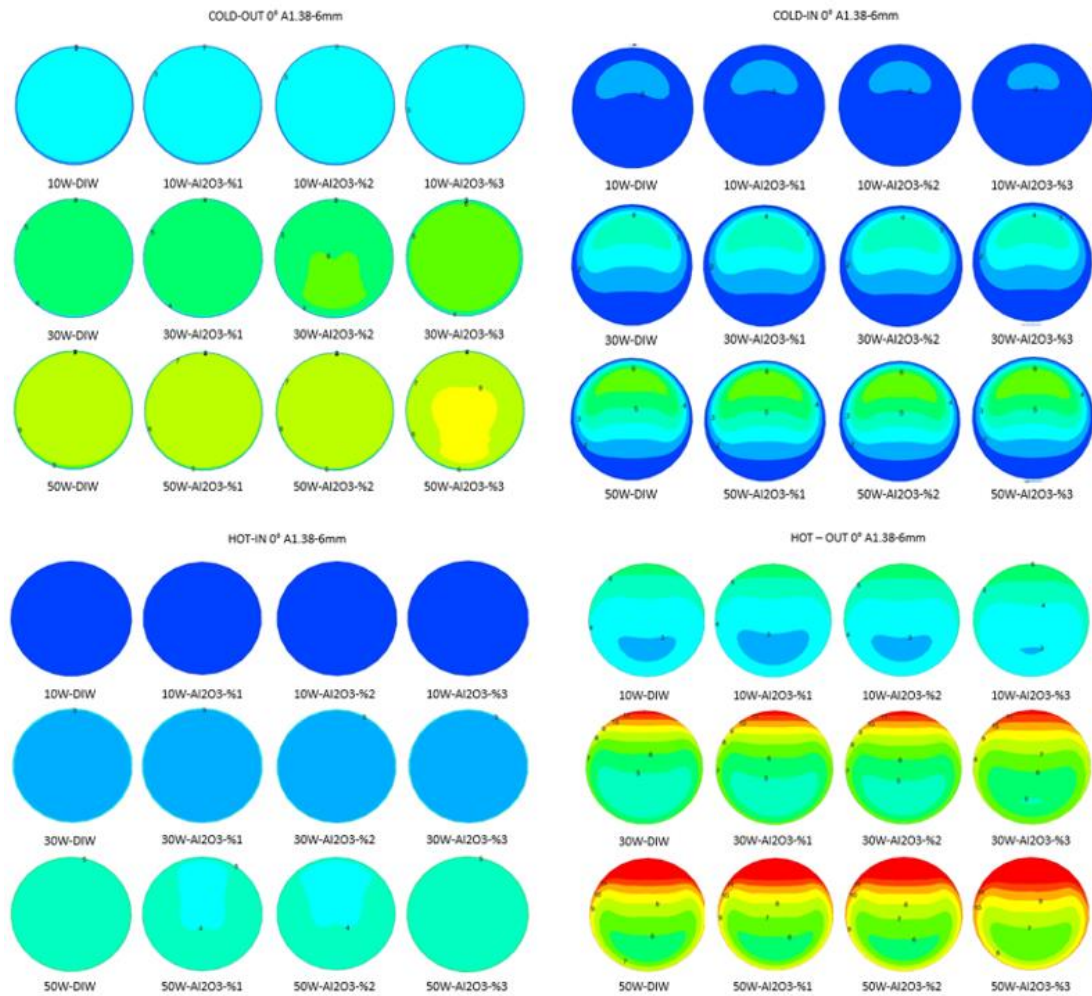 COLD-OUT 0° A1.38-6mm
10W-DIW 10W-Al2O3-%1 10W-Al2O3-%2 10W-Al2O3-%3
30W-DIW 30W-Al2O3-%1 30W-Al2O3-%2 30W-Al2O3-%3
50W-DIW 50W-Al2O3-%1 50W-Al2O3-%2 50W-Al2O3-%3
COLD-IN 0° A1.38-6mm
10W-DIW 10W-Al2O3-%1 10W-Al2O3-%2 10W-Al2O3-%3
30W-DIW 30W-Al2O3-%1 30W-Al2O3-%2 30W-Al2O3-%3
50W-DIW 50W-Al2O3-%1 50W-Al2O3-%2 50W-Al2O3-%3
HOT-IN 0° A1.38-6mm
10W-DIW 10W-Al2O3-%1 10W-Al2O3-%2 10W-Al2O3-%3
30W-DIW 30W-Al2O3-%1 30W-Al2O3-%2 30W-Al2O3-%3
50W-DIW 50W-Al2O3-%1 50W-Al2O3-%2 50W-Al2O3-%3
HOT – OUT 0° A1.38-6mm
10W-DIW 10W-Al2O3-%1 10W-Al2O3-%2 10W-Al2O3-%3
30W-DIW 30W-Al2O3-%1 30W-Al2O3-%2 30W-Al2O3-%3
50W-DIW 50W-Al2O3-%1 50W-Al2O3-%2 50W-Al2O3-%3